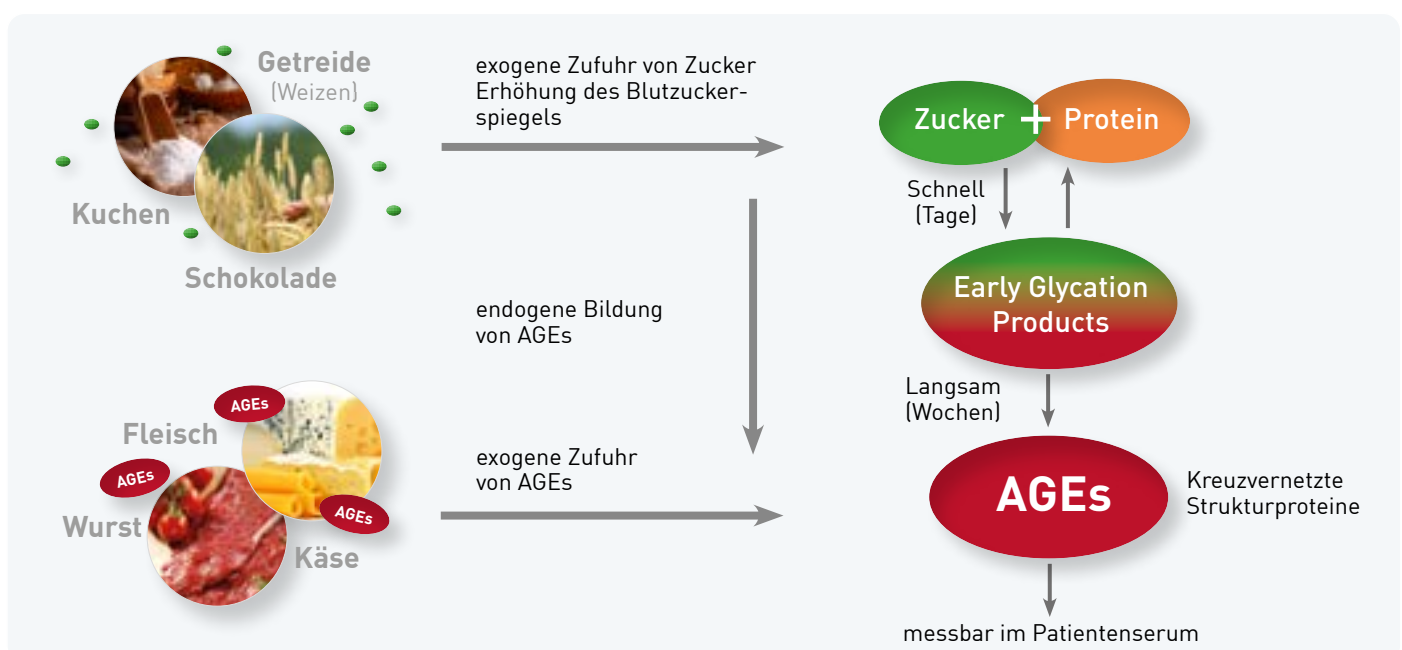 Getreide
(Weizen)
Kuchen
Schokolade
exogene Zufuhr von Zucker
Erhöhung des Blutzucker-
spiegels
endogene Bildung
von AGEs
AGEs
Fleisch
AGEs
Wurst
AGEs
Käse
exogene Zufuhr
von AGEs
Zucker + Protein
Schnell
(Tage)
Early Glycation
Products
Langsam
(Wochen)
AGEs
Kreuzvernetzte
Strukturproteine
messbar im Patientenserum